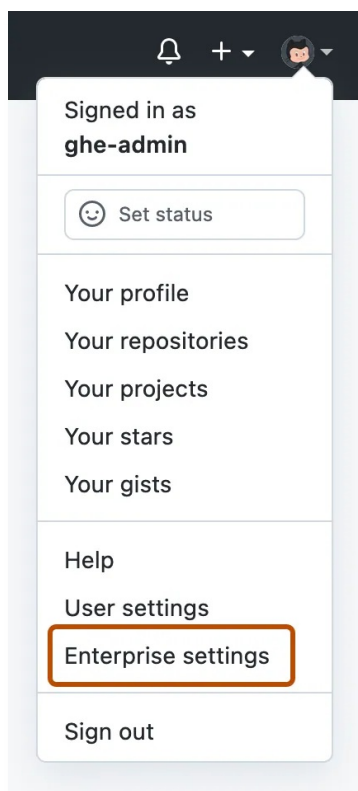 Signed in as
ghe-admin
Set status
Your profile
Your repositories
Your projects
Your stars
Your gists
Help
User settings
Enterprise settings
Sign out